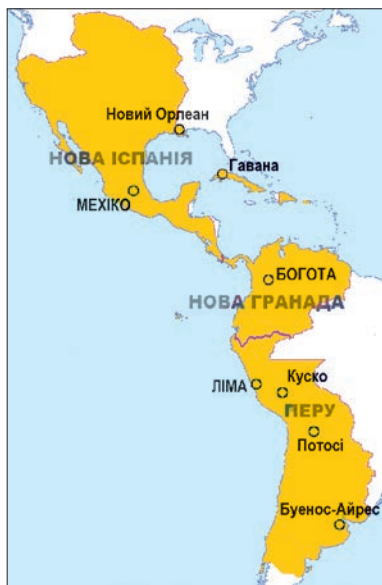 Новий Орлеан
НОВА ІСПАНІЯ
Гавана
МЕХІКО
БОГОТА
НОВА ГРАНАДА
ЛІМА
Куско
ПЕРУ
Потосі
Буенос-Айрес